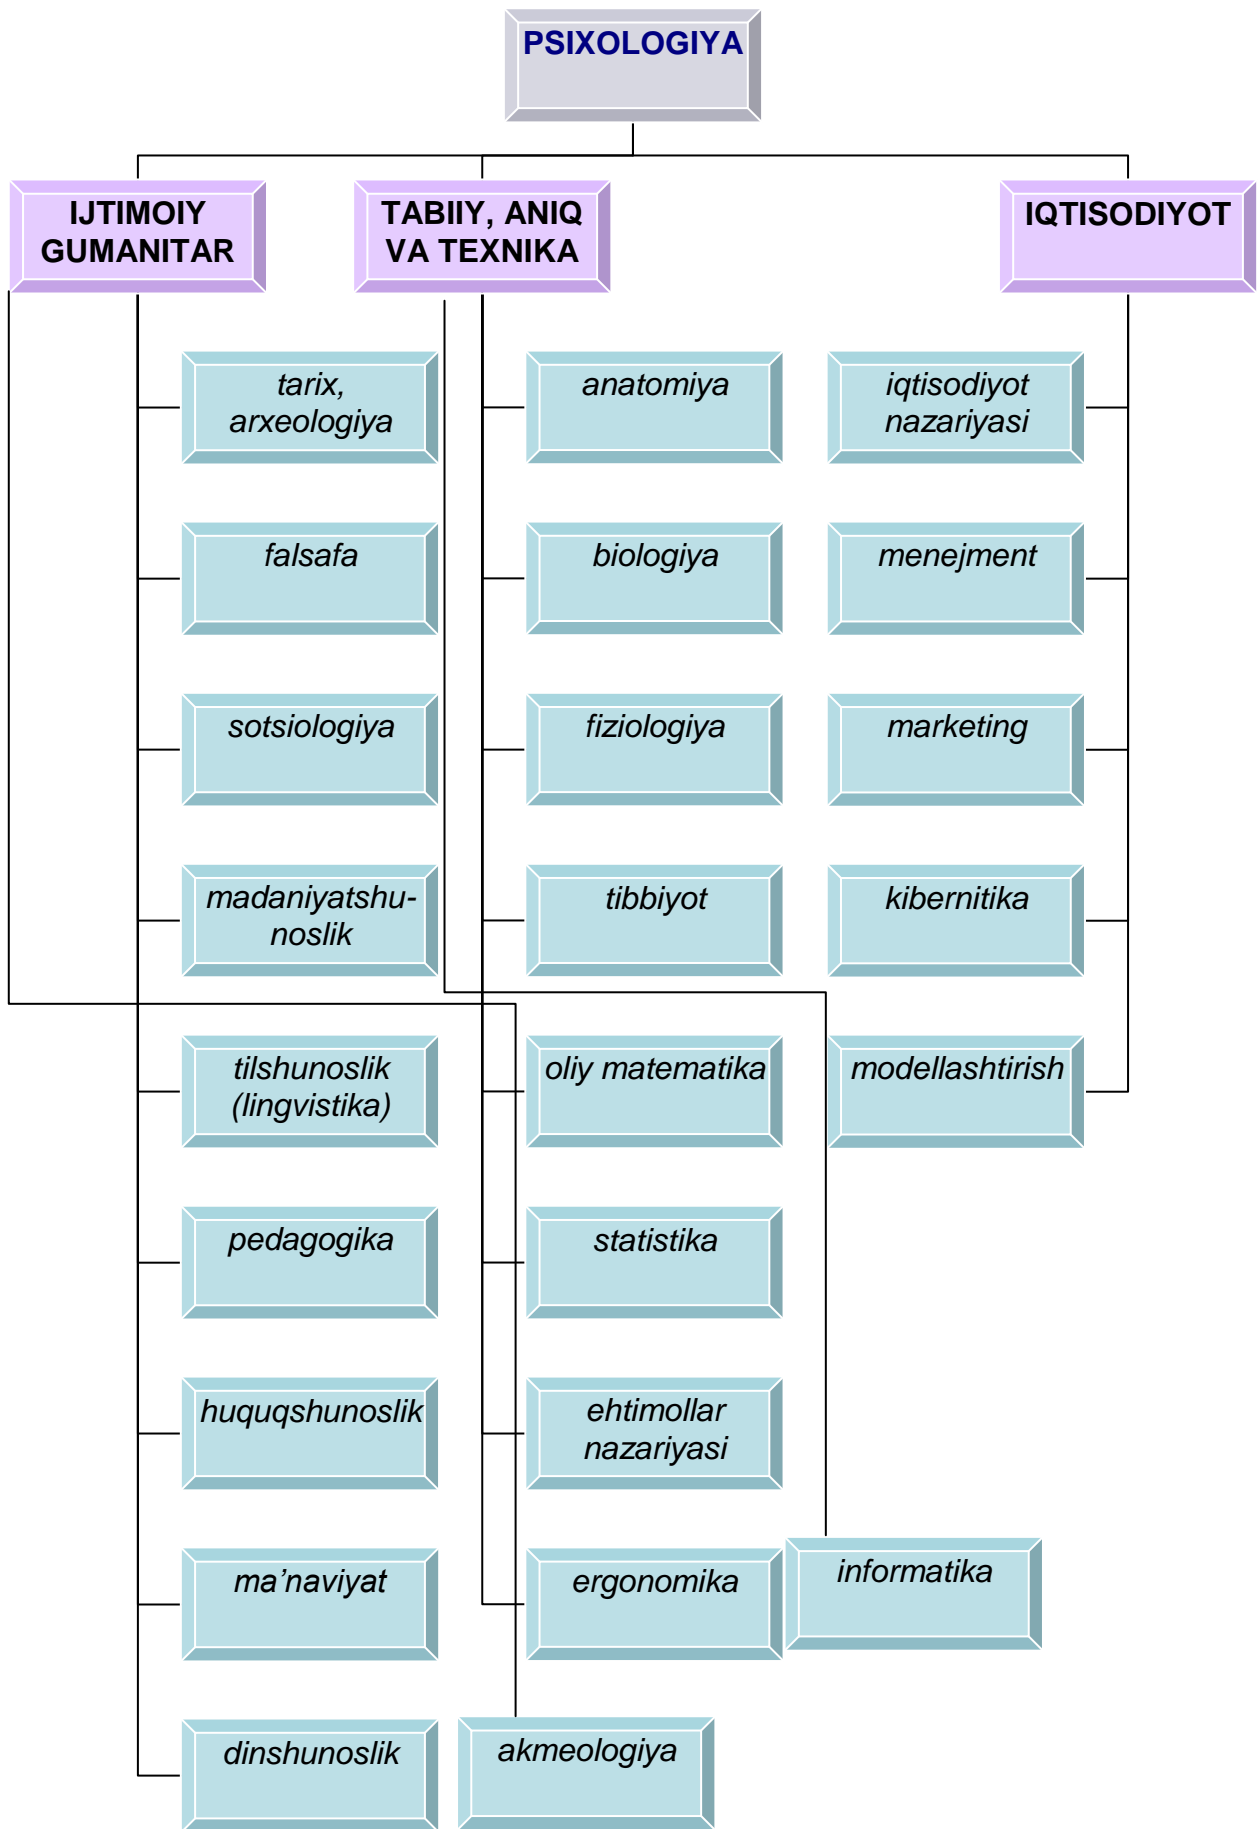 PSIXOLOGIYA
IJTIMOIY
GUMANITAR
TABIIY, ANIQ
VA TEXNIKA
IQTISODIYOT
tarix,
arxeologiya
anatomiya
iqtisodiyot
nazariyasi
falsafa
biologiya
menejment
sotsiologiya
fiziologiya
marketing
madaniyatshu-
noslik
tibbiyot
kibernitika
tilshunoslik
(lingvistika)
oliy matematika
modellashtirish
pedagogika
statistika
huquqshunoslik
ehtimollar
nazariyasi
ma’naviyat
ergonomika
informatika
dinshunoslik
akmeologiya